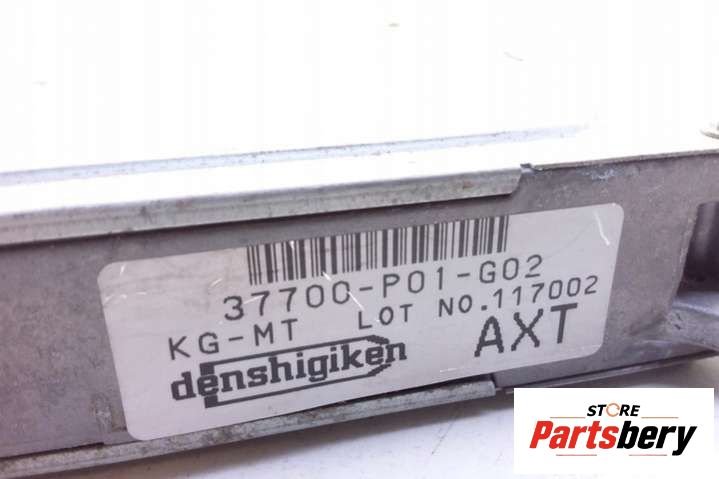 37700-P01-G02
KG-MT LOT NO.117002
denshigiken AXT
STORE
Partsbery